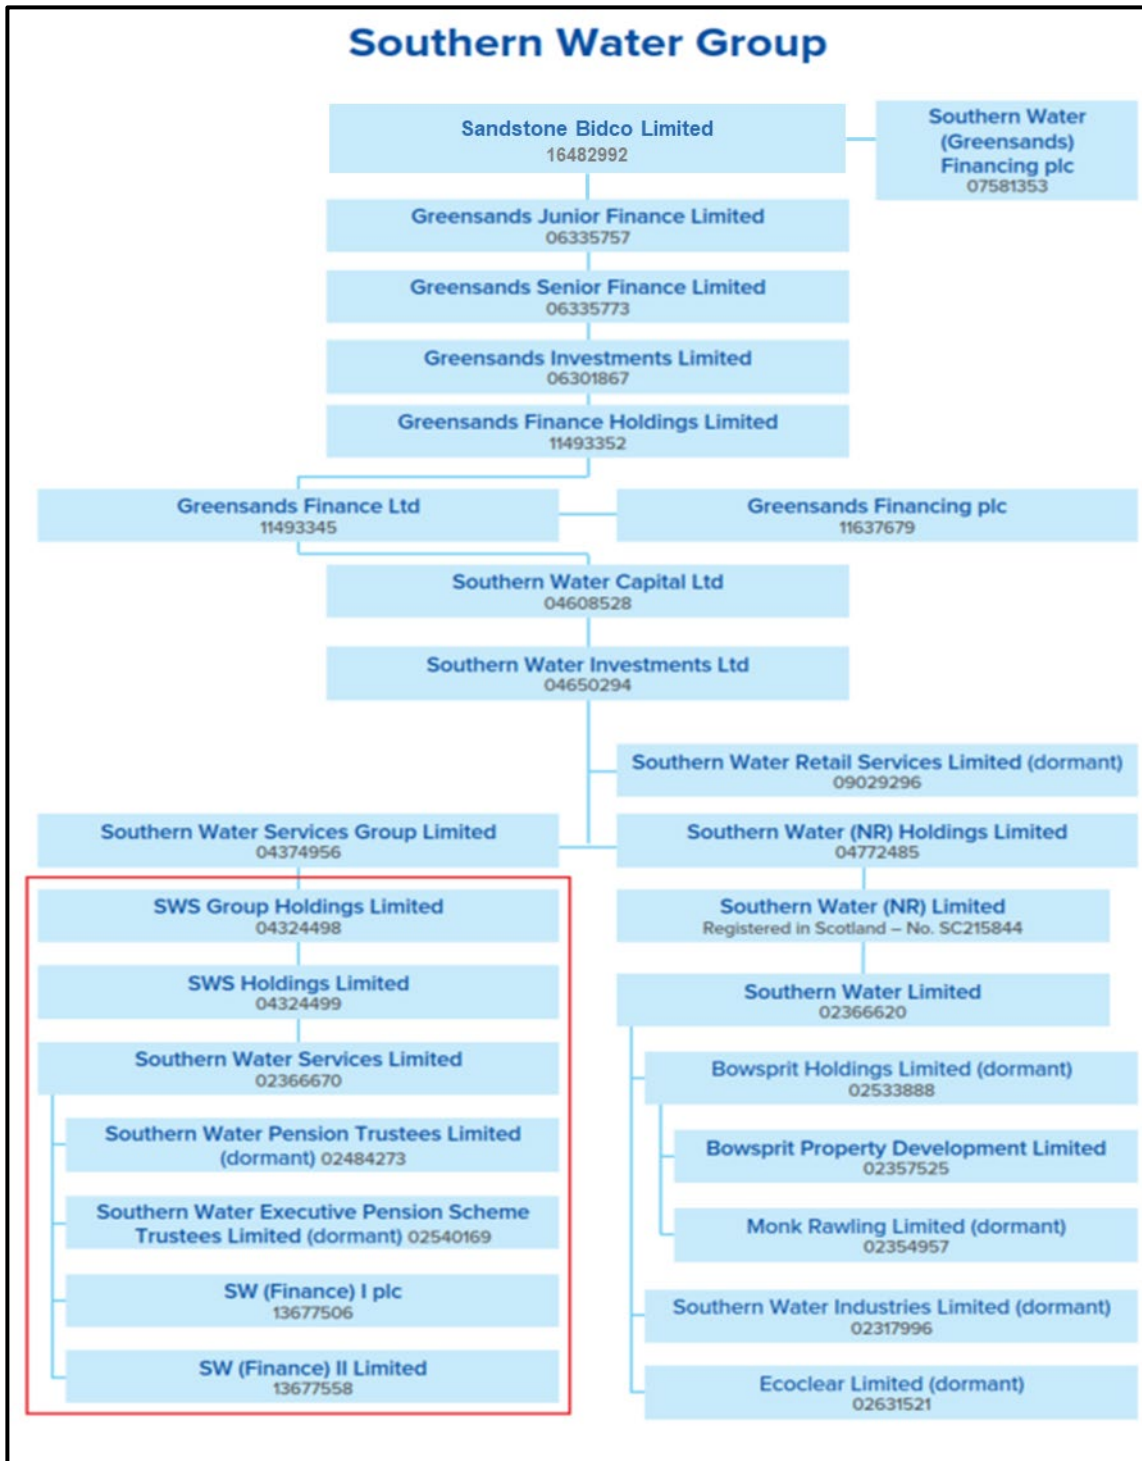 Southern Water Group
Sandstone Bidco Limited
16482992
Southern Water
(Greensands)
Financing plc
07581353
Greensands Junior Finance Limited
06335757
Greensands Senior Finance Limited
06335773
Greensands Investments Limited
06301867
Greensands Finance Holdings Limited
11493352
Greensands Finance Ltd
11493345
Greensands Financing plc
11637679
Southern Water Capital Ltd
04608528
Southern Water Investments Ltd
04650294
Southern Water Retail Services Limited (dormant)
09029296
Southern Water Services Group Limited
04374956
Southern Water (NR) Holdings Limited
04772485
SWS Group Holdings Limited
04324498
Southern Water (NR) Limited
Registered in Scotland – No. SC215844
SWS Holdings Limited
04324499
Southern Water Limited
02366620
Southern Water Services Limited
02366670
Bowsprit Holdings Limited (dormant)
02533888
Southern Water Pension Trustees Limited
(dormant) 02484273
Bowsprit Property Development Limited
02357525
Southern Water Executive Pension Scheme
Trustees Limited (dormant) 02540169
Monk Rawling Limited (dormant)
02354957
SW (Finance) I plc
13677506
Southern Water Industries Limited (dormant)
02317996
SW (Finance) II Limited
13677558
Ecoclear Limited (dormant)
02631521